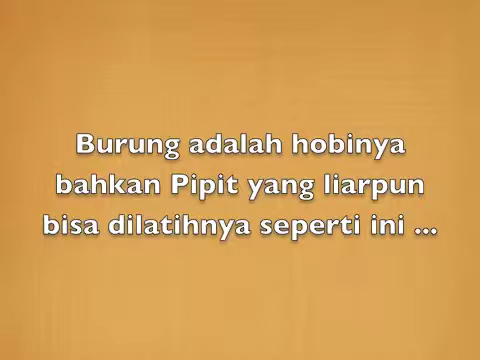 Burung adalah hobinya
bahkan Pipit yang liarpun
bisa dilatihnya seperti ini ...